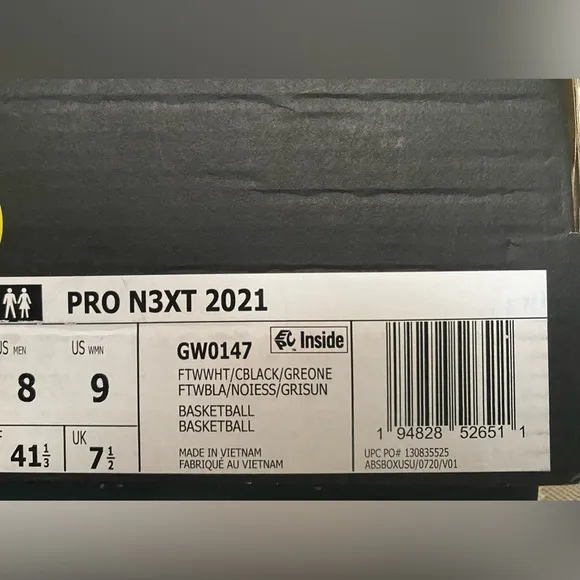 PRO N3XT 2021
US MEN
8
US WMN
9
41 1/3
UK
7 1/2
GW0147
Inside
FTWWHT/CBLACK/GREONE
FTWBLA/NOIESS/GRISUN
BASKETBALL
BASKETBALL
MADE IN VIETNAM
FABRIQUÉ AU VIETNAM
1 94828 52651 1
UPC PO# 130835525
ABSBOXUSU/0720/V01